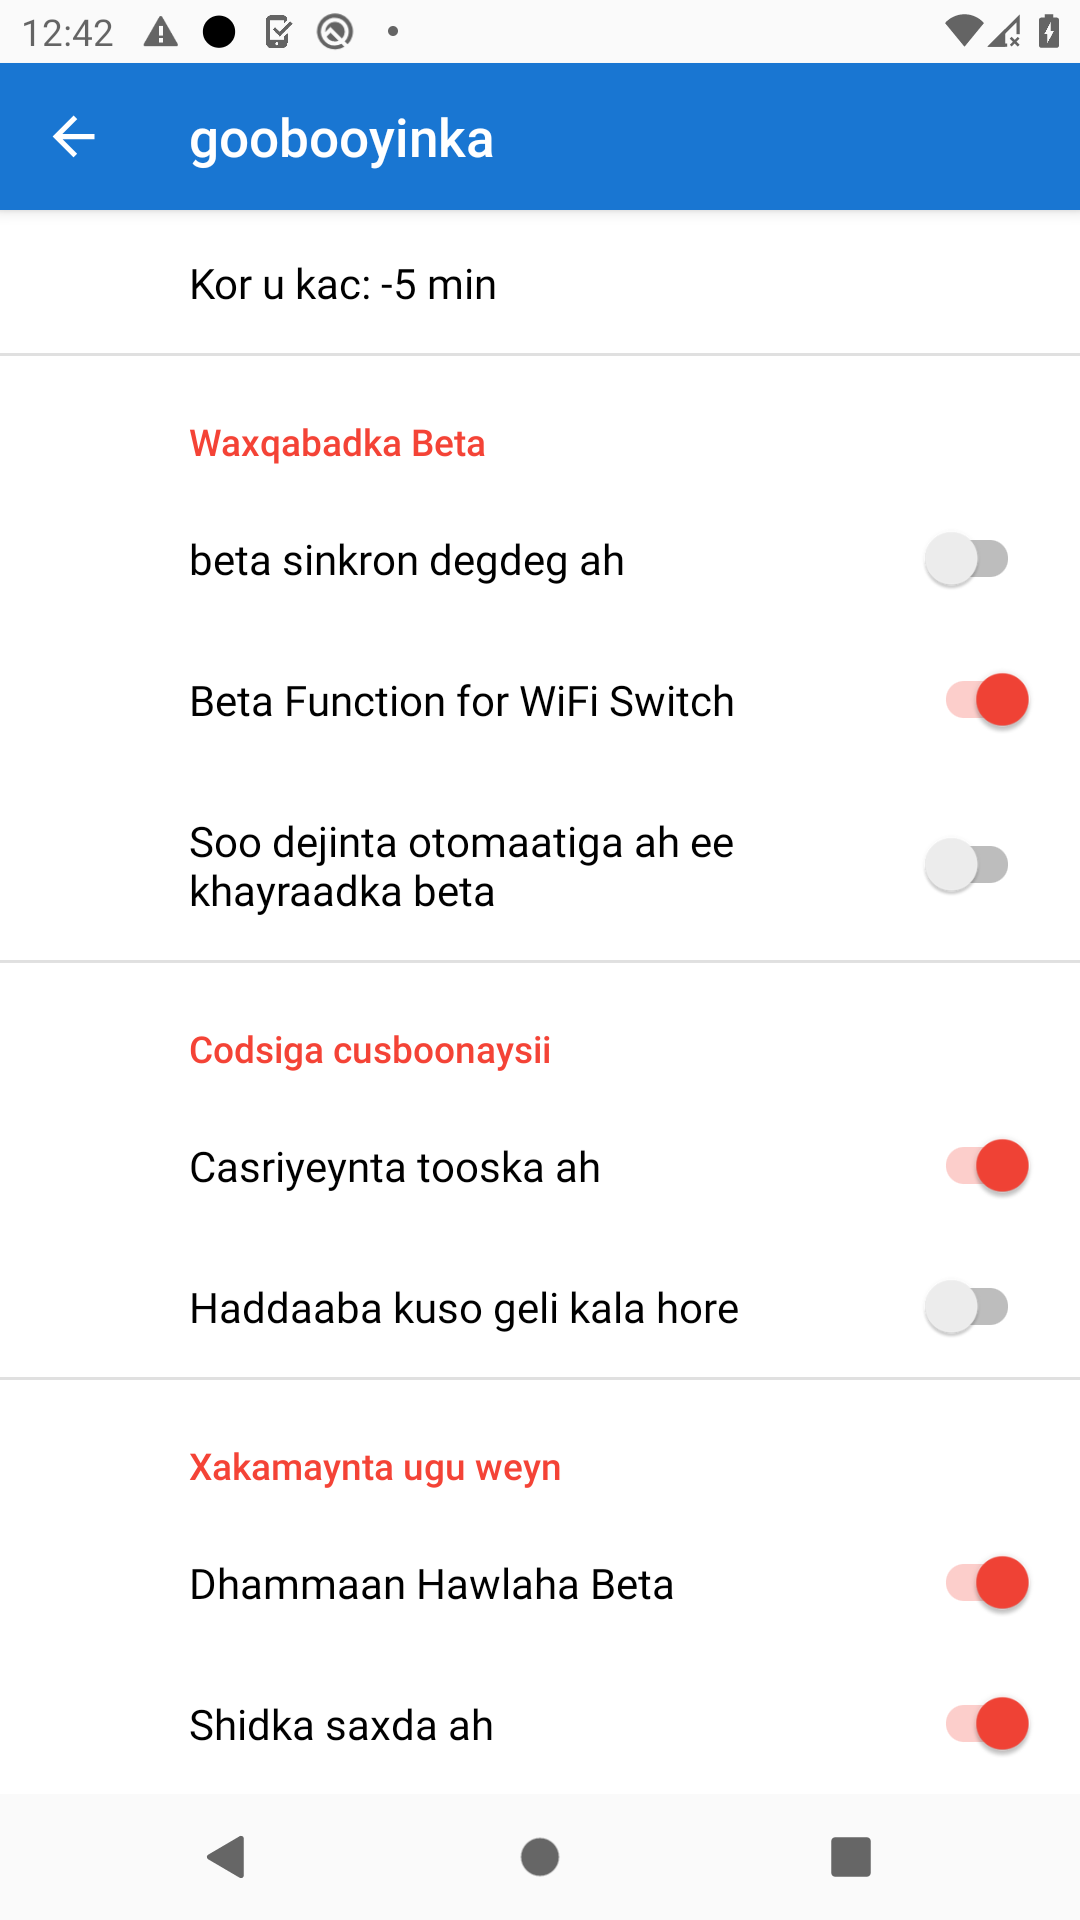 12:42
goobooyinka
Kor u kac: -5 min
Waxqabadka Beta
beta sinkron degdeg ah
Beta Function for WiFi Switch
Soo dejinta otomaatiga ah ee
khayraadka beta
Codsiga cusboonaysii
Casriyeynta tooska ah
Haddaaba kuso geli kala hore
Xakamaynta ugu weyn
Dhammaan Hawlaha Beta
Shidka saxda ah